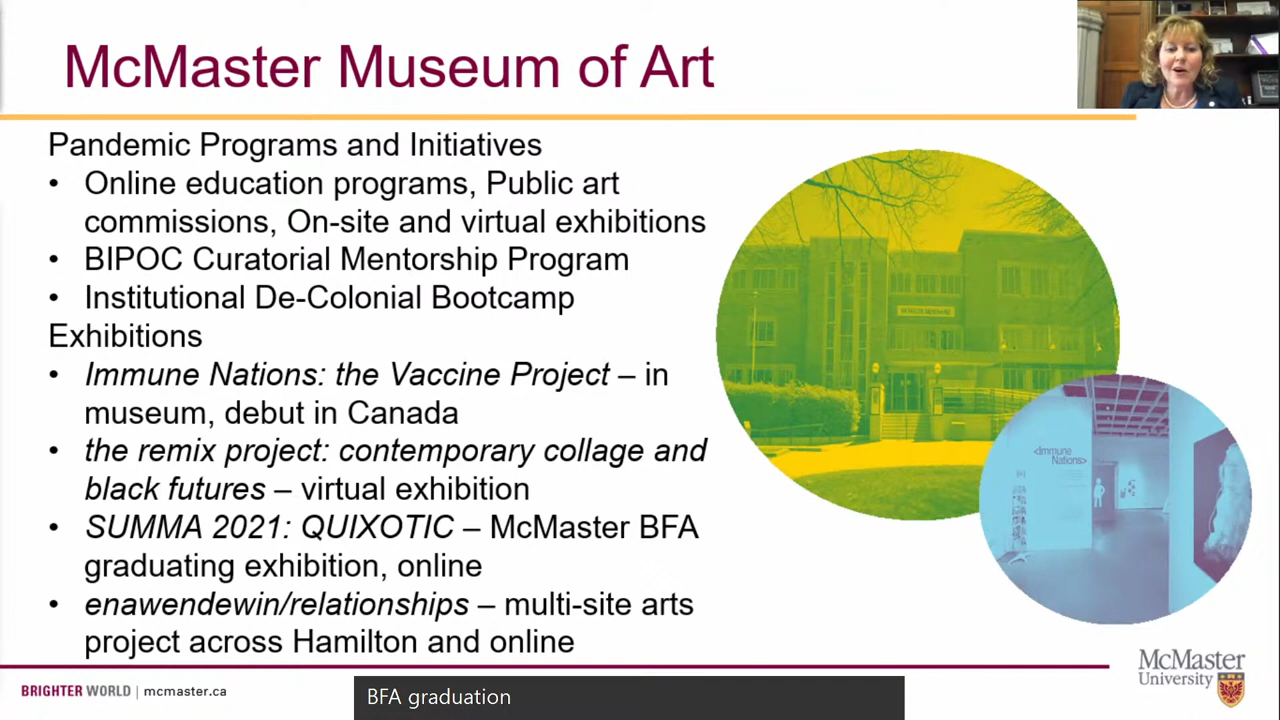 McMaster Museum of Art
Pandemic Programs and Initiatives
• Online education programs, Public art
commissions, On-site and virtual exhibitions
• BIPOC Curatorial Mentorship Program
• Institutional De-Colonial Bootcamp
Exhibitions
• Immune Nations: the Vaccine Project – in
museum, debut in Canada
• the remix project: contemporary collage and
black futures – virtual exhibition
• SUMMA 2021: QUIXOTIC – McMaster BFA
graduating exhibition, online
• enawendewin/relationships – multi-site arts
project across Hamilton and online
<Immune
Nations>
BRIGHTER WORLD | mcmaster.ca
McMaster
University
BFA graduation